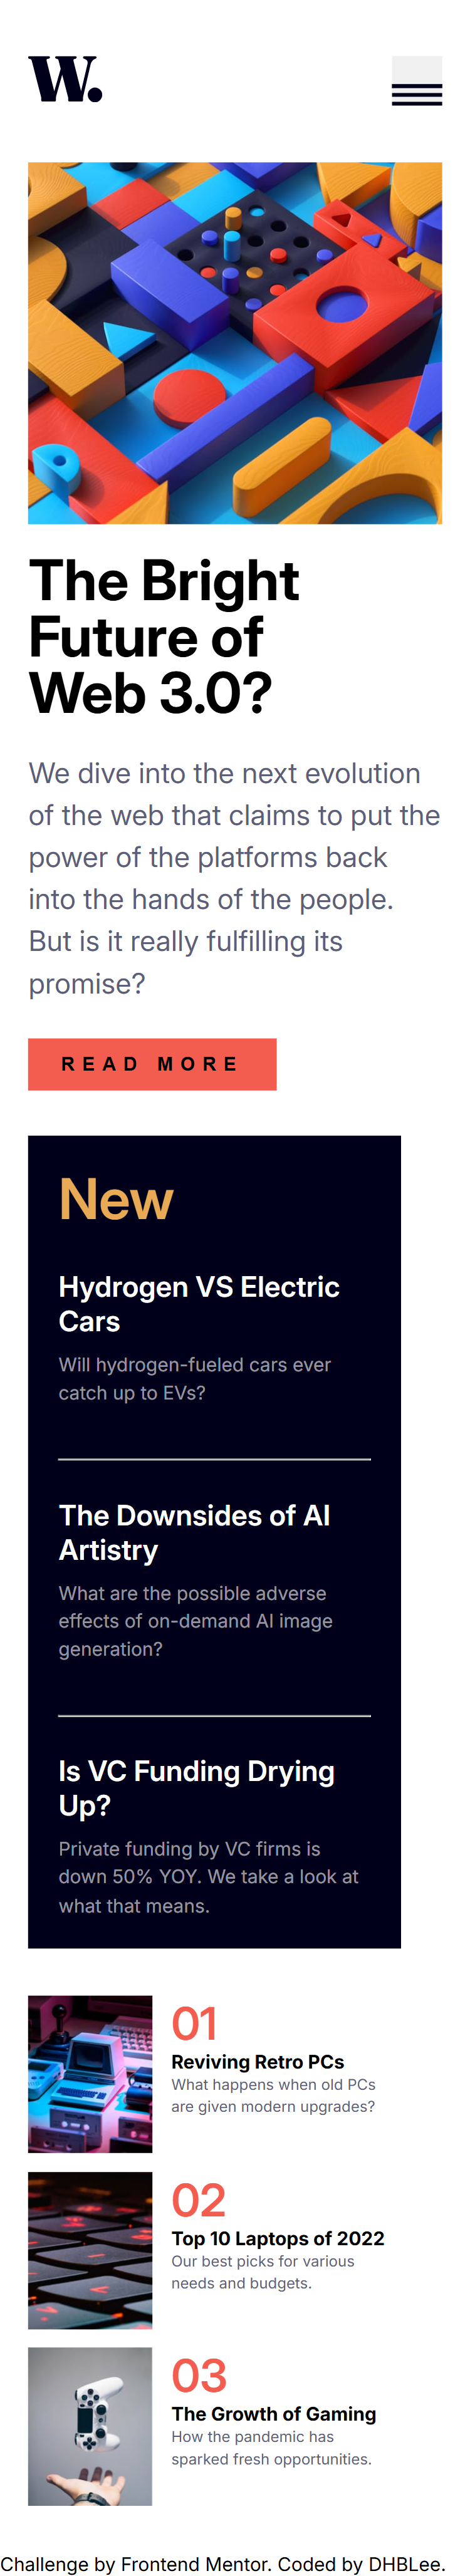 W.
The Bright
Future of
Web 3.0?
We dive into the next evolution
of the web that claims to put the
power of the platforms back
into the hands of the people.
But is it really fulfilling its
promise?
READ MORE
New
Hydrogen VS Electric
Cars
Will hydrogen-fueled cars ever
catch up to EVs?
The Downsides of AI
Artistry
What are the possible adverse
effects of on-demand AI image
generation?
Is VC Funding Drying
Up?
Private funding by VC firms is
down 50% YOY. We take a look at
what that means.
01
Reviving Retro PCs
What happens when old PCs
are given modern upgrades?
02
Top 10 Laptops of 2022
Our best picks for various
needs and budgets.
03
The Growth of Gaming
How the pandemic has
sparked fresh opportunities.
Challenge by Frontend Mentor. Coded by DHBLee.